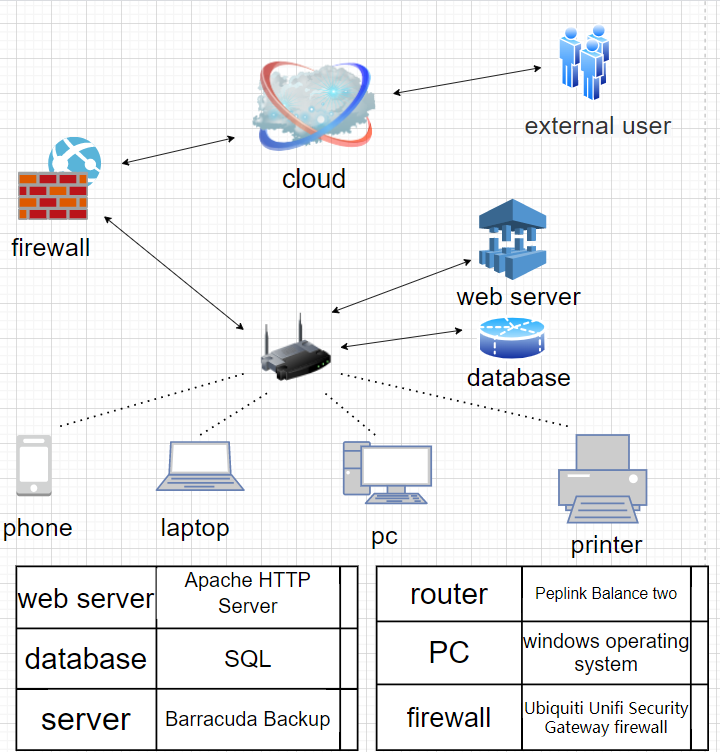 external user
cloud
firewall
web server
database
phone
laptop
pc
printer
web server
Apache HTTP
Server
database
SQL
server
Barracuda Backup
router
Peplink Balance two
PC
windows operating
system
firewall
Ubiquiti Unifi Security
Gateway firewall